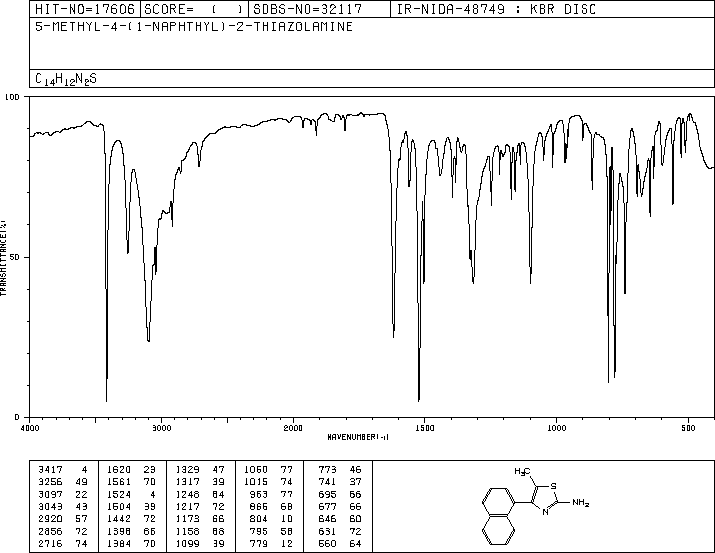 HIT-NO=17606 SCORE= ( ) SDBS-NO=32117 IR-NIDA-48749 : KBR DISC
5-METHYL-4-(1-NAPHTHYL)-2-THIAZOLAMINE
C14H12N2S
100
50
0
TRANSMITTANCE(%)
4000 3000 2000 1500 1000 500
WAVENUMBER(-1)
3417 4 1620 23 1329 47 1060 77 773 46
3256 49 1561 70 1317 39 1015 74 741 37
3097 22 1524 4 1248 64 963 77 695 66
3043 43 1504 39 1217 72 866 68 677 66
2920 57 1442 72 1173 66 804 10 646 60
2856 72 1398 66 1158 68 795 58 631 72
2716 74 1384 70 1099 39 779 12 560 64
H3C
S
N
NH2